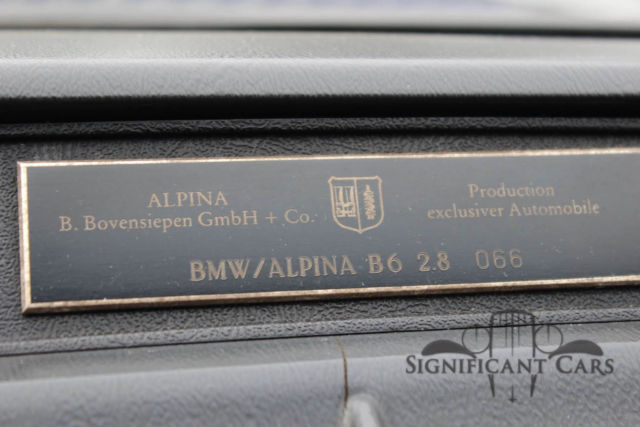 ALPINA
B. Bovensiepen GmbH + Co.
Production
exclusiver Automobile
BMW/ALPINA B6 2.8 066
SIGNIFICANT CARS